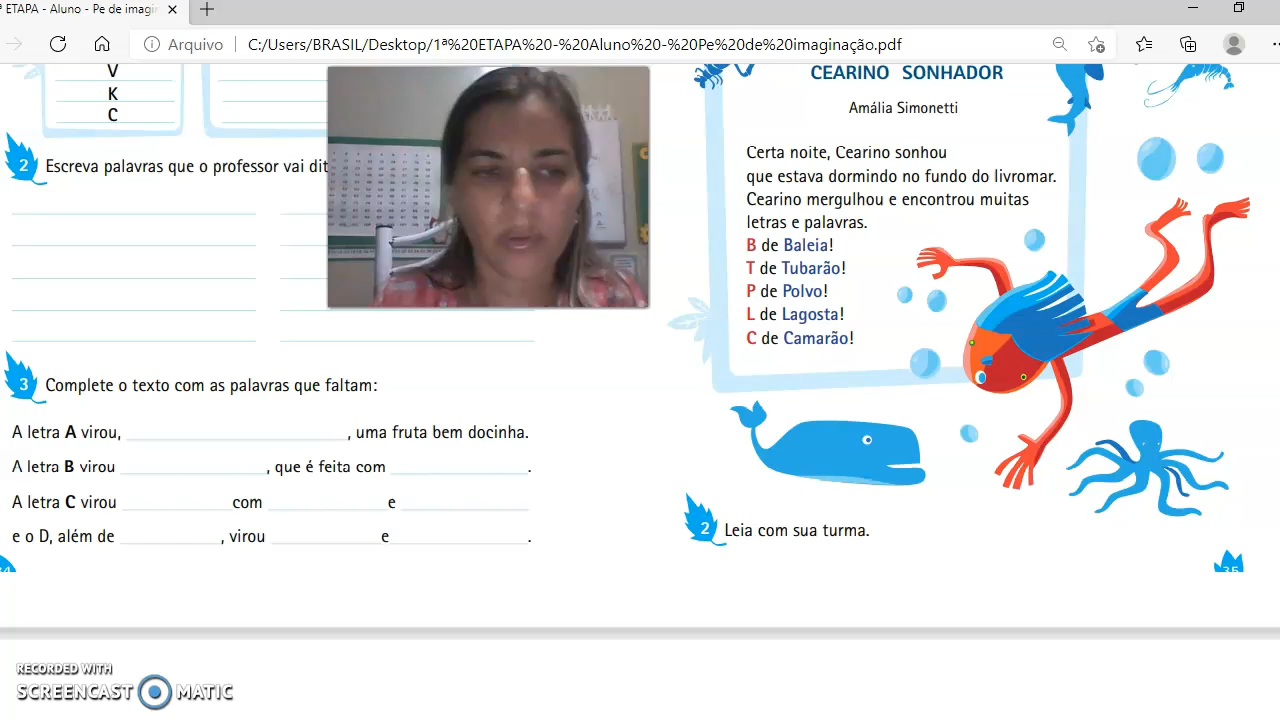 ª ETAPA - Aluno - Pe de imagi
Arquivo | C:/Users/BRASIL/Desktop/1ª%20ETAPA%20-%20Aluno%20-%20Pe%20de%20imaginação.pdf
V
K
C
2 Escreva palavras que o professor vai dit
3 Complete o texto com as palavras que faltam:
A letra A virou, , uma fruta bem docinha.
A letra B virou , que é feita com .
A letra C virou com e
e o D, além de , virou e .
CEARINO SONHADOR
Amália Simonetti
Certa noite, Cearino sonhou
que estava dormindo no fundo do livromar.
Cearino mergulhou e encontrou muitas
letras e palavras.
B de Baleia!
T de Tubarão!
P de Polvo!
L de Lagosta!
C de Camarão!
2 Leia com sua turma.
35
RECORDED WITH
SCREENCAST MATIC